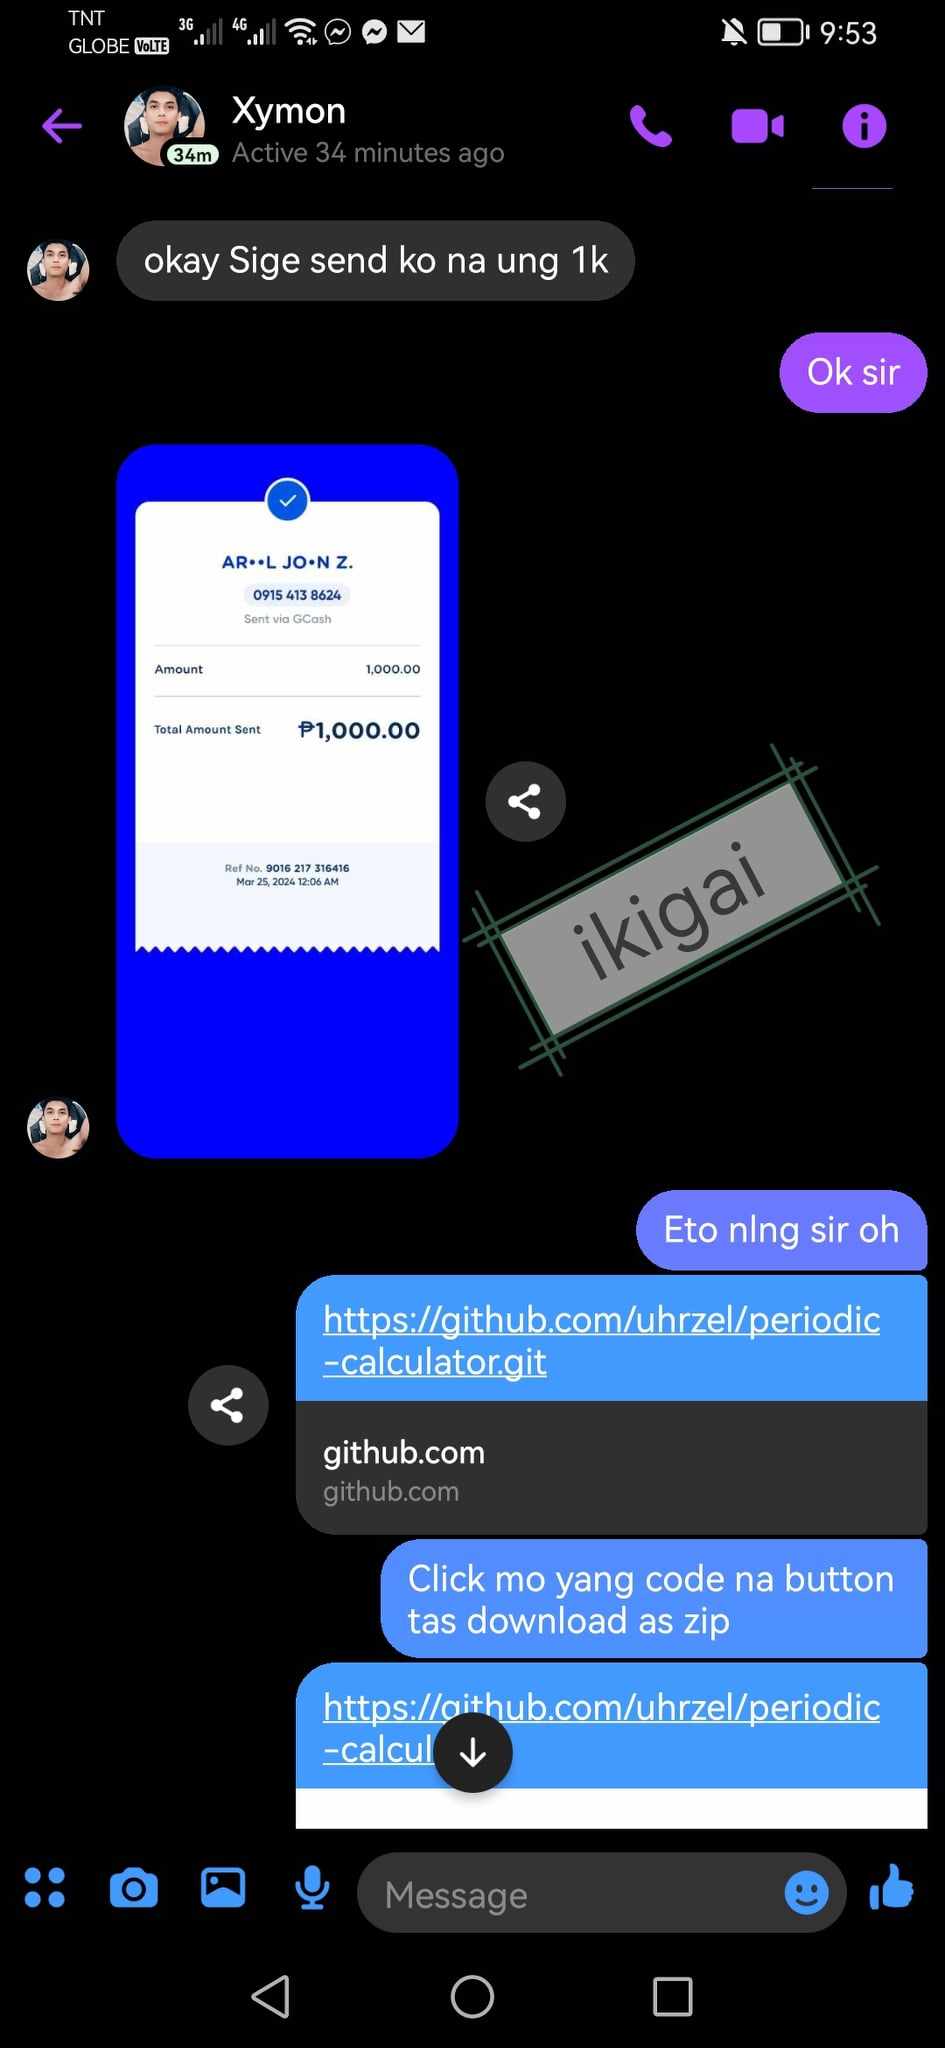 TNT
GLOBE VoLTE
3G 4G
9:53
Xymon
34m
Active 34 minutes ago
okay Sige send ko na ung 1k
Ok sir
AR••L JO•N Z.
0915 413 8624
Sent via GCash
Amount 1,000.00
Total Amount Sent ₱1,000.00
Ref No. 9016 217 316416
Mar 25, 2024 12:06 AM
ikigai
Eto nlng sir oh
https://github.com/uhrzel/periodic
-calculator.git
github.com
github.com
Click mo yang code na button
tas download as zip
https://github.com/uhrzel/periodic
-calcul
Message